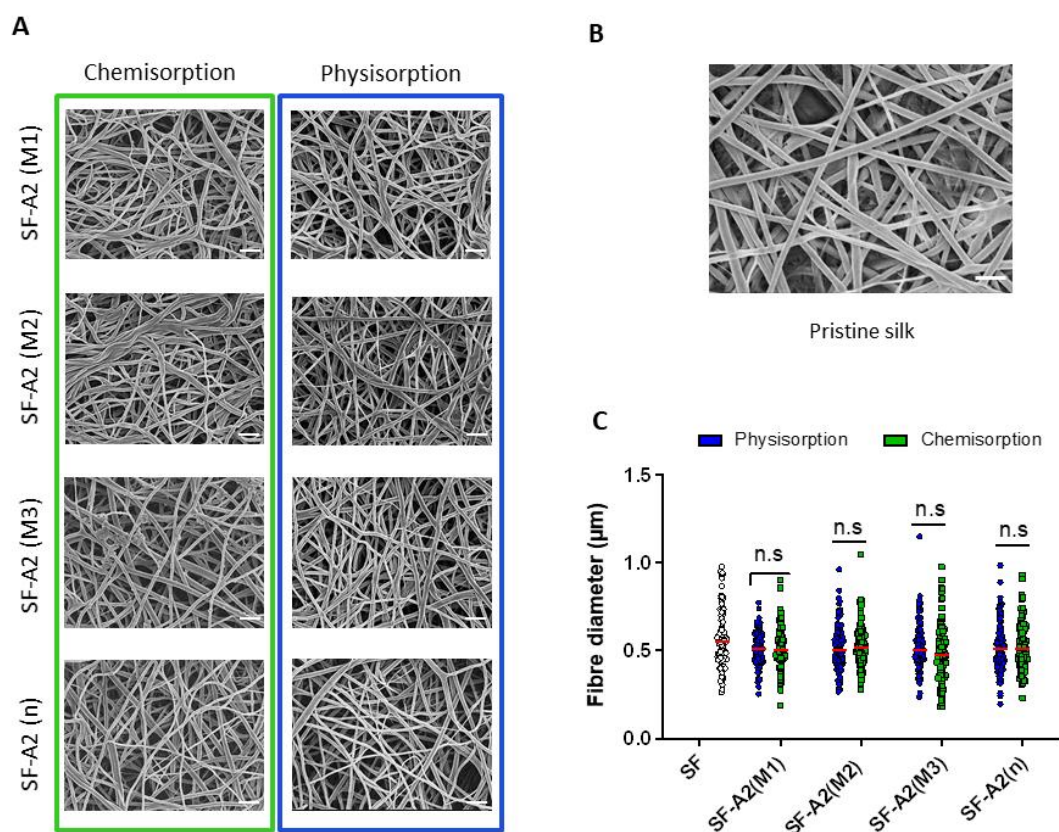 A
Chemisorption Physisorption
SF-A2 (M1)
SF-A2 (M2)
SF-A2 (M3)
SF-A2 (n)
B
Pristine silk
C
Physisorption Chemisorption
Fibre diameter (µm)
1.5
1.0
0.5
0.0
n.s
n.s
n.s
n.s
SF
SF-A2(M1)
SF-A2(M2)
SF-A2(M3)
SF-A2(n)